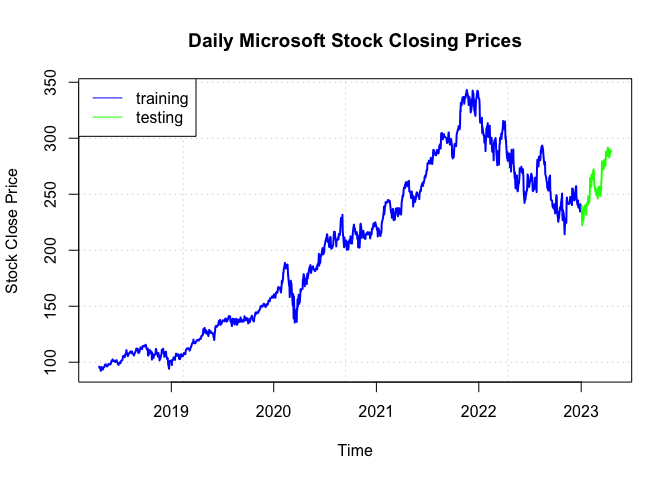 Daily Microsoft Stock Closing Prices
training
testing
Stock Close Price
350
300
250
200
150
100
2019 2020 2021 2022 2023
Time